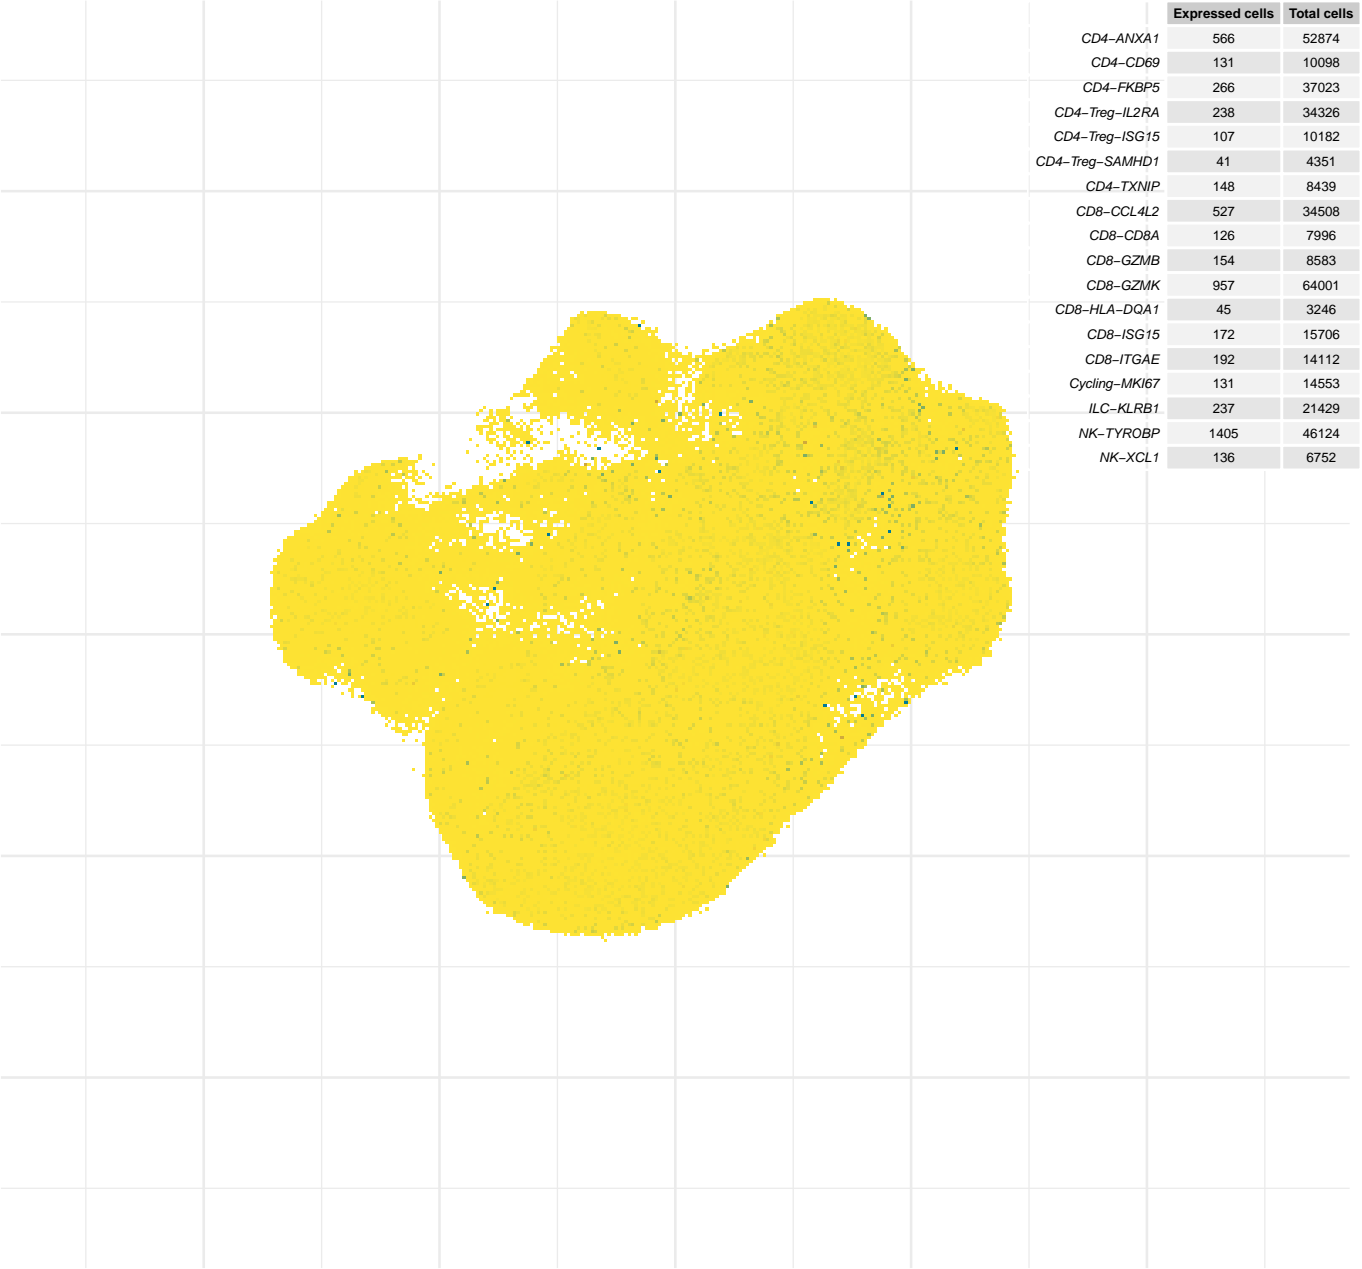 Expressed cells Total cells
CD4−ANXA1 566 52874
CD4−CD69 131 10098
CD4−FKBP5 266 37023
CD4−Treg−IL2RA 238 34326
CD4−Treg−ISG15 107 10182
CD4−Treg−SAMHD1 41 4351
CD4−TXNIP 148 8439
CD8−CCL4L2 527 34508
CD8−CD8A 126 7996
CD8−GZMB 154 8583
CD8−GZMK 957 64001
CD8−HLA−DQA1 45 3246
CD8−ISG15 172 15706
CD8−ITGAE 192 14112
Cycling−MKI67 131 14553
ILC−KLRB1 237 21429
NK−TYROBP 1405 46124
NK−XCL1 136 6752